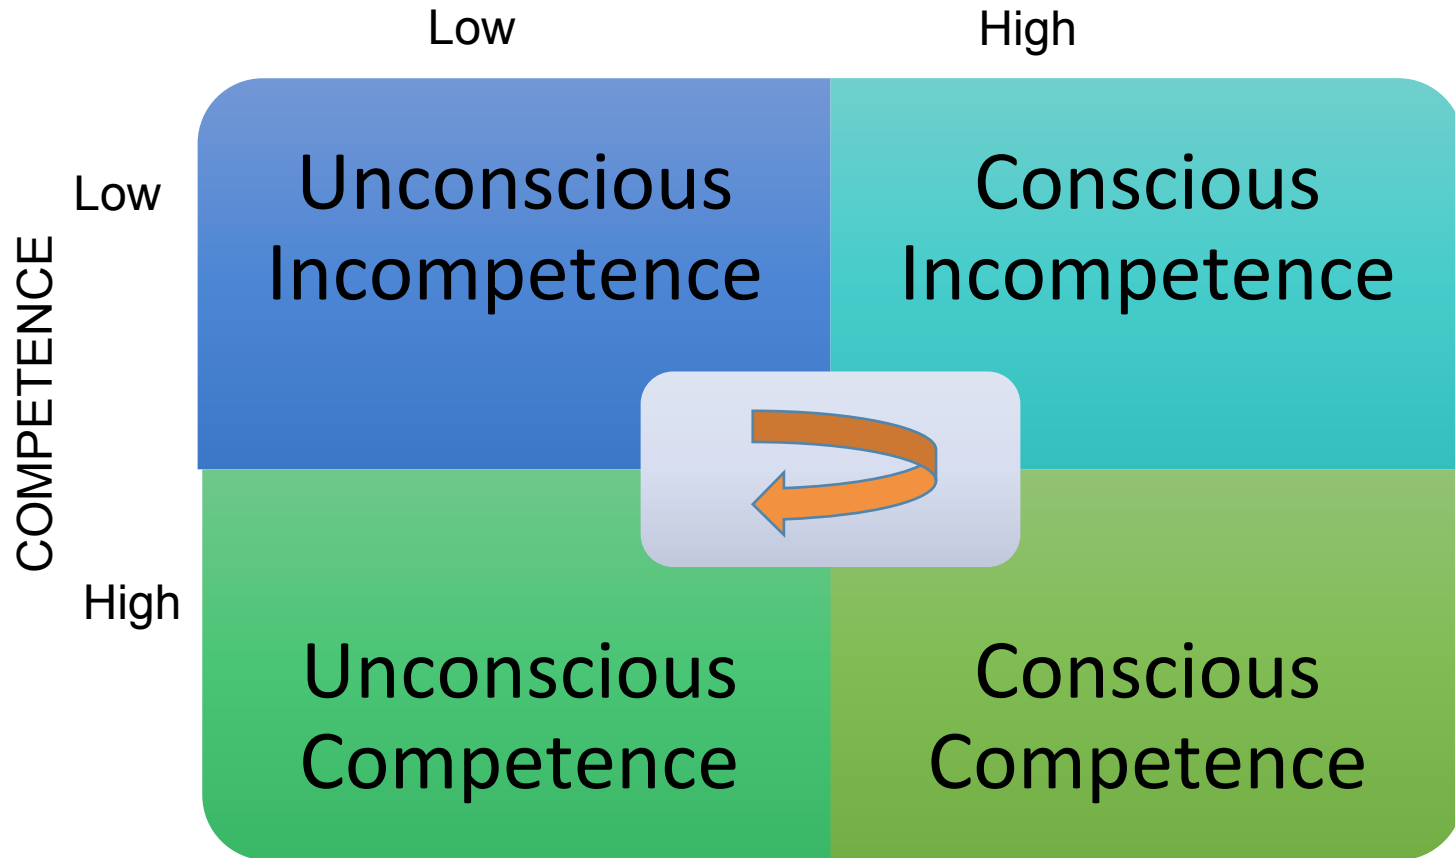 Low
High
Low
Unconscious
Incompetence
Conscious
Incompetence
COMPETENCE
High
Unconscious
Competence
Conscious
Competence